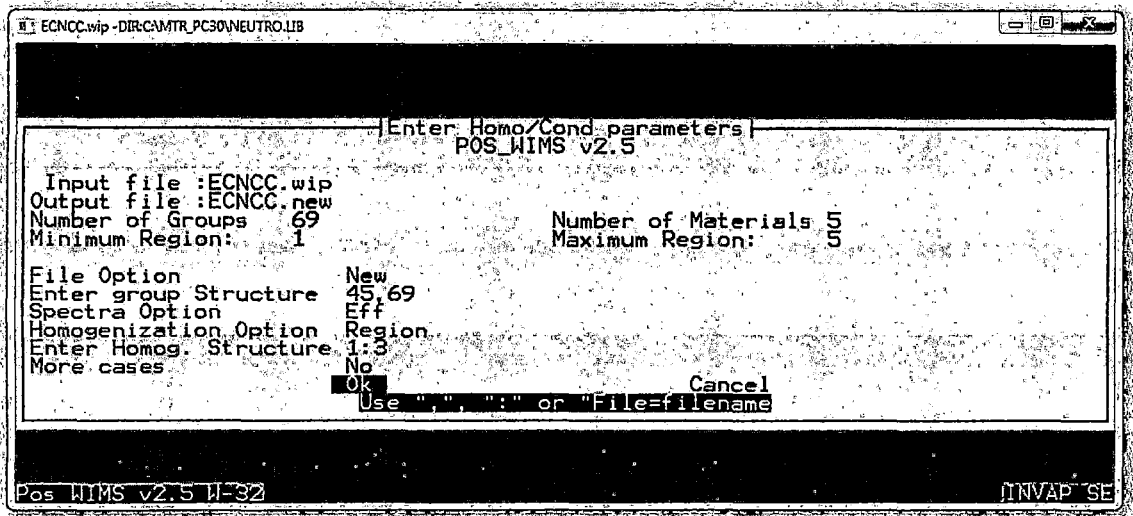 ECNCC.wip -DIR:C:\MTR_PC30\NEUTRO.LIB
Enter Homo/Cond parameters
POS_WIMS v2.5
Input file :ECNCC.wip
Output file :ECNCC.new
Number of Groups 69 Number of Materials 5
Minimum Region: 1 Maximum Region: 5
File Option New
Enter group Structure 45,69
Spectra Option Eff
Homogenization Option Region
Enter Homog. Structure 1:3
More cases No
Ok Cancel
Use ",", ":" or "File=filename
Pos WIMS v2.5 W-32 INVAP SE